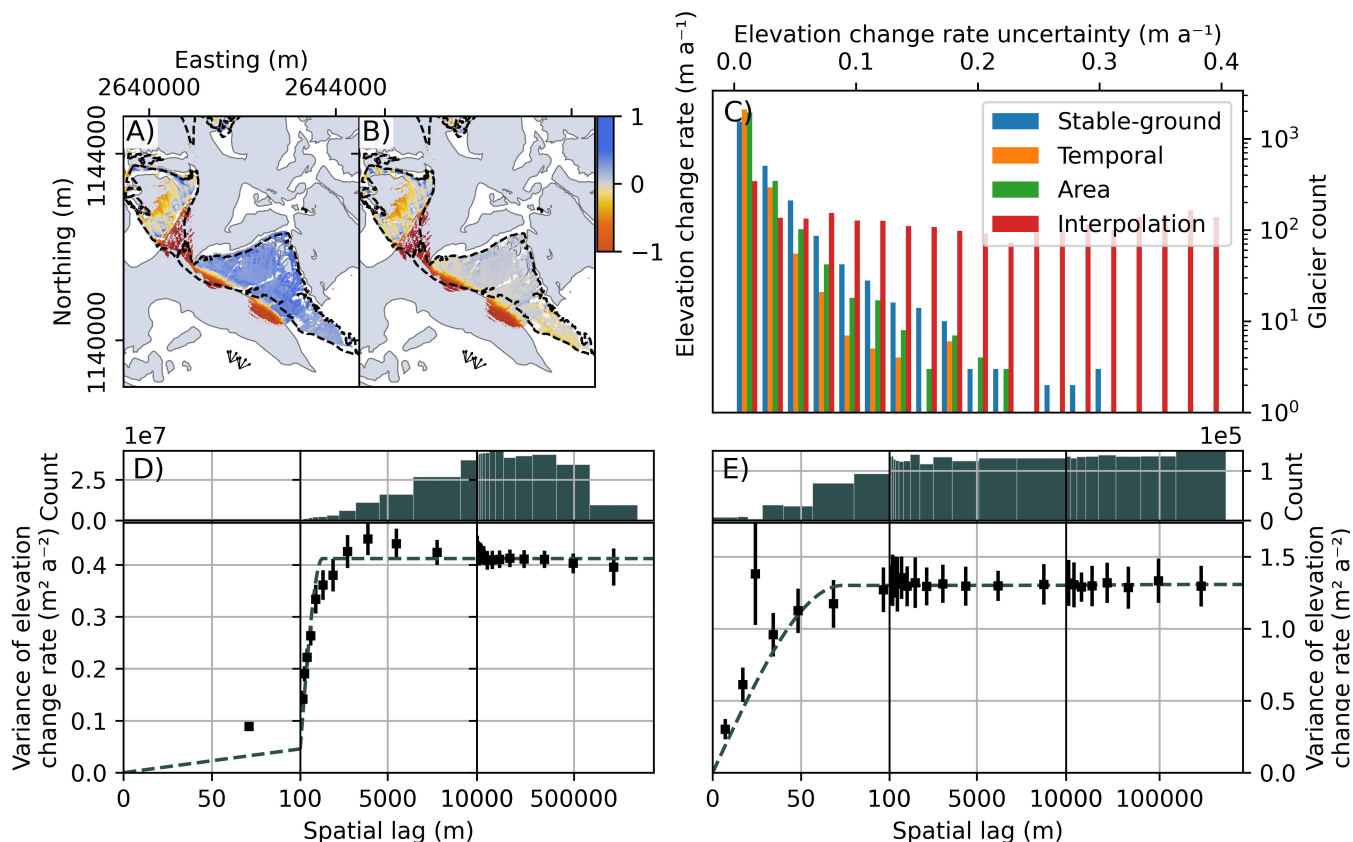 Easting (m)
2640000 2644000
Northing (m)
1144000
1140000
A)
B)
1
0
−1
Elevation change rate (m a⁻¹)
Elevation change rate uncertainty (m a⁻¹)
0.0 0.1 0.2 0.3 0.4
C)
Stable-ground
Temporal
Area
Interpolation
10³
10²
10¹
10⁰
Glacier count
1e7
D)
2.5
0.0
Count
0.4
0.3
0.2
0.1
0.0
Variance of elevation
change rate (m² a⁻²)
0 50 100 5000 10000 500000
Spatial lag (m)
1e5
E)
1
0
Count
1.5
1.0
0.5
0.0
Variance of elevation
change rate (m² a⁻²)
0 50 100 5000 10000 100000
Spatial lag (m)